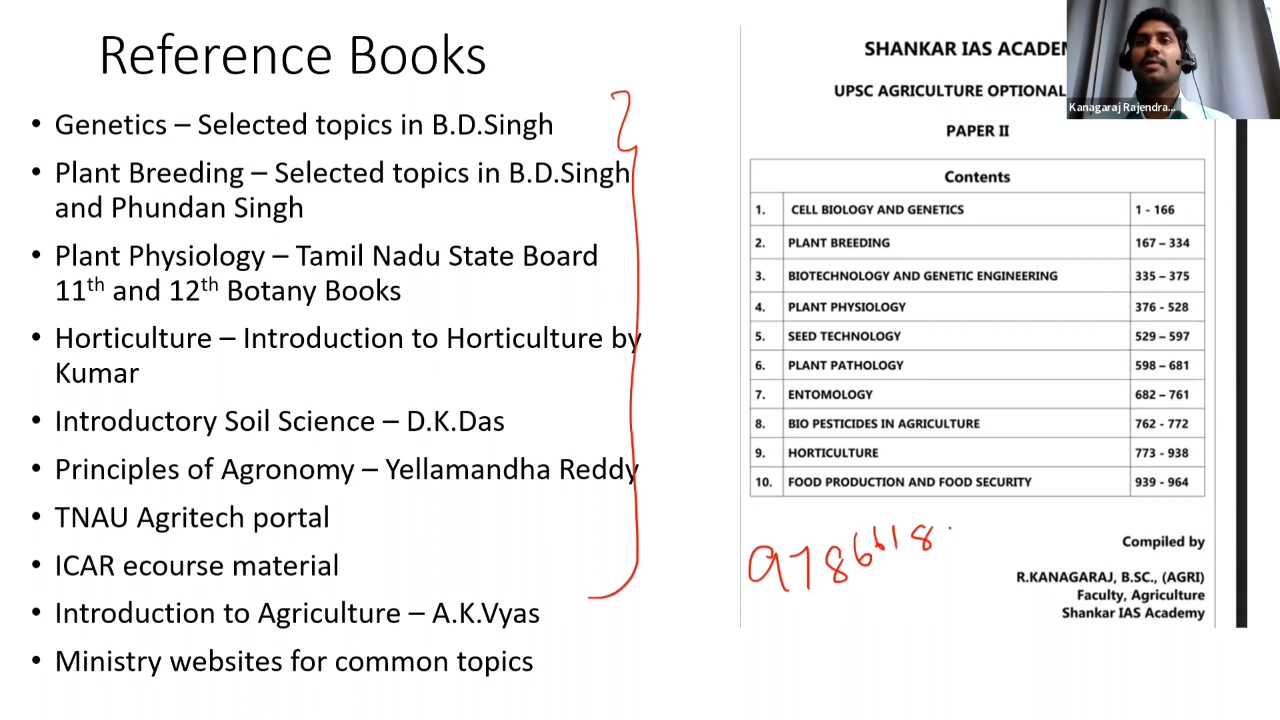 Reference Books
• Genetics – Selected topics in B.D.Singh
• Plant Breeding – Selected topics in B.D.Singh
and Phundan Singh
• Plant Physiology – Tamil Nadu State Board
11th and 12th Botany Books
• Horticulture – Introduction to Horticulture by
Kumar
• Introductory Soil Science – D.K.Das
• Principles of Agronomy – Yellamandha Reddy
• TNAU Agritech portal
• ICAR ecourse material
• Introduction to Agriculture – A.K.Vyas
• Ministry websites for common topics
SHANKAR IAS ACADEM
UPSC AGRICULTURE OPTIONAL
PAPER II
Contents
1. CELL BIOLOGY AND GENETICS 1 - 166
2. PLANT BREEDING 167 – 334
3. BIOTECHNOLOGY AND GENETIC ENGINEERING 335 – 375
4. PLANT PHYSIOLOGY 376 - 528
5. SEED TECHNOLOGY 529 – 597
6. PLANT PATHOLOGY 598 – 681
7. ENTOMOLOGY 682 – 761
8. BIO PESTICIDES IN AGRICULTURE 762 - 772
9. HORTICULTURE 773 - 938
10. FOOD PRODUCTION AND FOOD SECURITY 939 - 964
97866618
Compiled by
R.KANAGARAJ, B.SC., (AGRI)
Faculty, Agriculture
Shankar IAS Academy
Kanagaraj Rajendra...